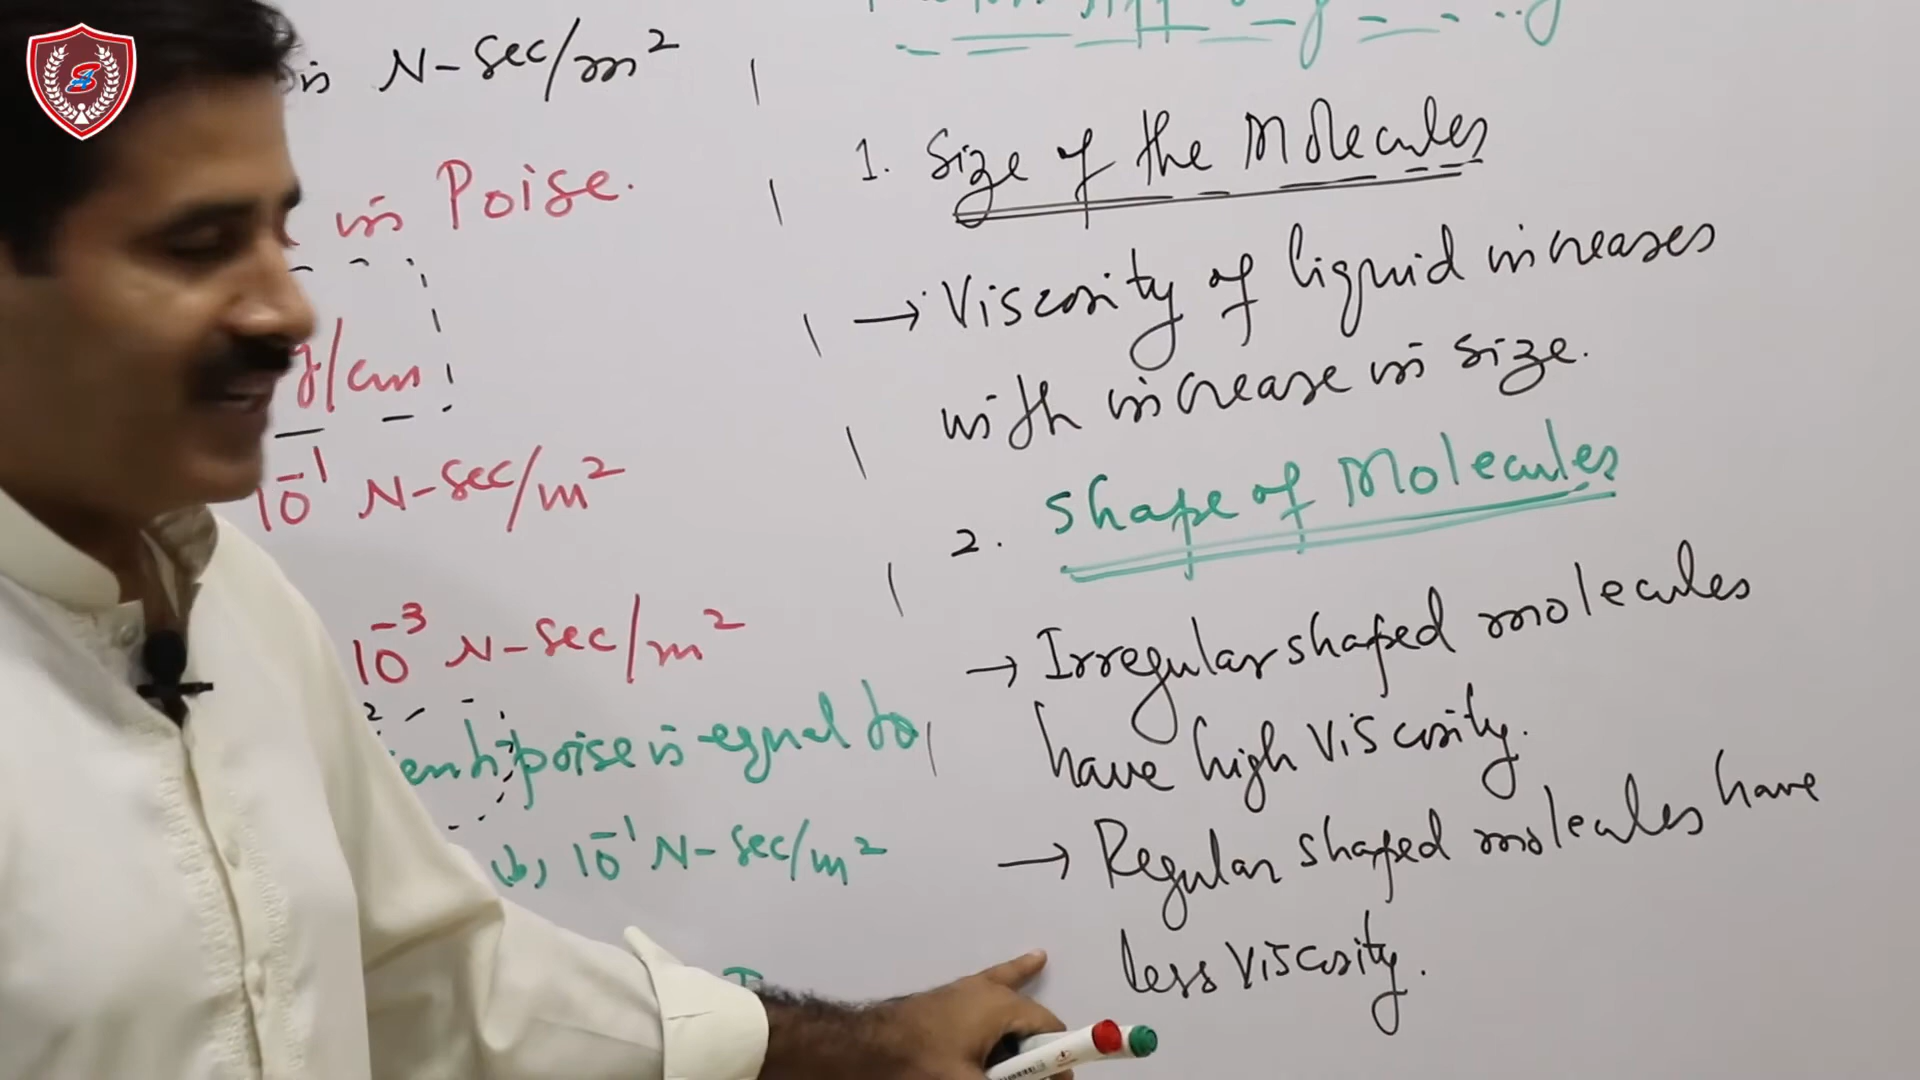 is N-Sec/m²
in Poise.
g/cm
10⁻¹ N-Sec/m²
10⁻³ N-Sec/m²
poise is equal to
(b) 10⁻¹ N-Sec/m²
1. Size of the Molecules
→ Viscosity of liquid increases
with increase in size.
2. Shape of Molecules
→ Irregular shaped molecules
have high viscosity.
→ Regular shaped molecules have
less viscosity.